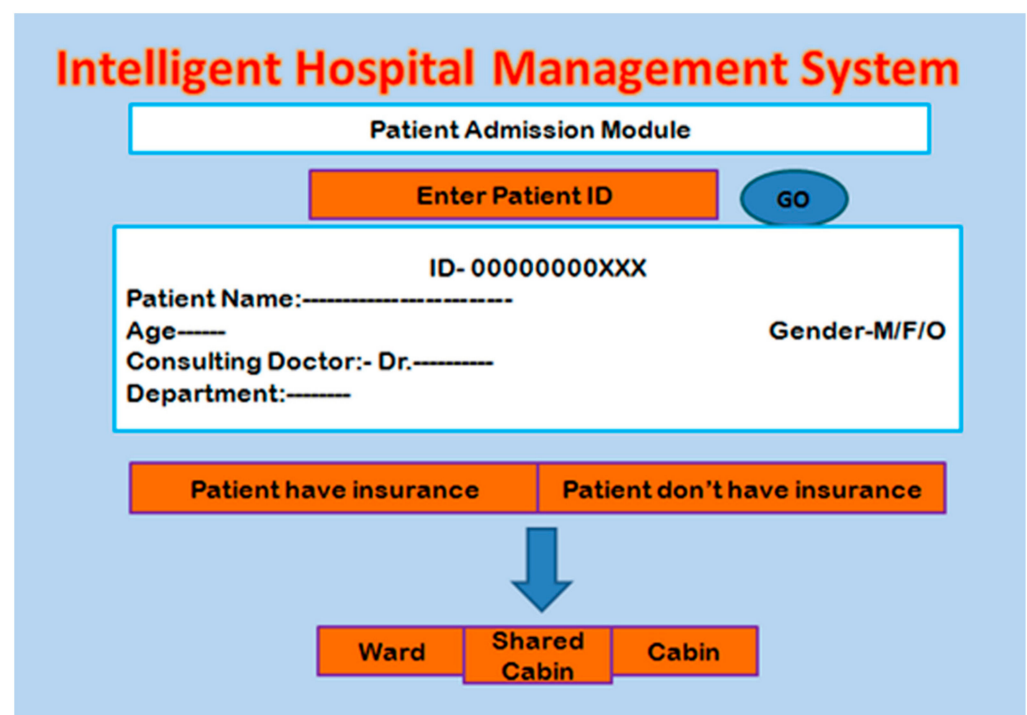 Intelligent Hospital Management System
Patient Admission Module
Enter Patient ID
GO
ID- 00000000XXX
Patient Name:--------------------------
Age------
Gender-M/F/O
Consulting Doctor:- Dr.----------
Department:--------
Patient have insurance
Patient don't have insurance
Ward
Shared
Cabin
Cabin